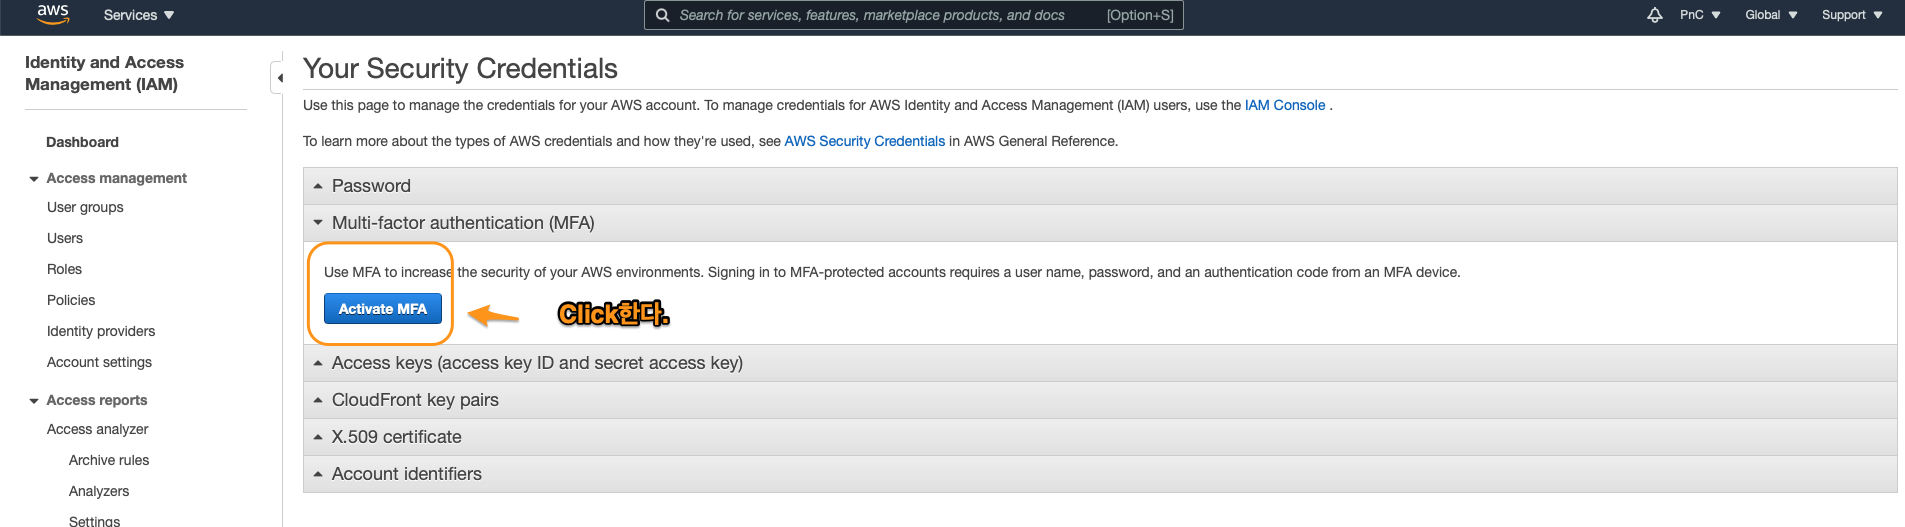 aws
Services
Search for services, features, marketplace products, and docs [Option+S]
PnC
Global
Support
Identity and Access
Management (IAM)
Dashboard
Access management
User groups
Users
Roles
Policies
Identity providers
Account settings
Access reports
Access analyzer
Archive rules
Analyzers
Settings
Your Security Credentials
Use this page to manage the credentials for your AWS account. To manage credentials for AWS Identity and Access Management (IAM) users, use the IAM Console .
To learn more about the types of AWS credentials and how they're used, see AWS Security Credentials in AWS General Reference.
Password
Multi-factor authentication (MFA)
Use MFA to increase the security of your AWS environments. Signing in to MFA-protected accounts requires a user name, password, and an authentication code from an MFA device.
Activate MFA
Click한다.
Access keys (access key ID and secret access key)
CloudFront key pairs
X.509 certificate
Account identifiers